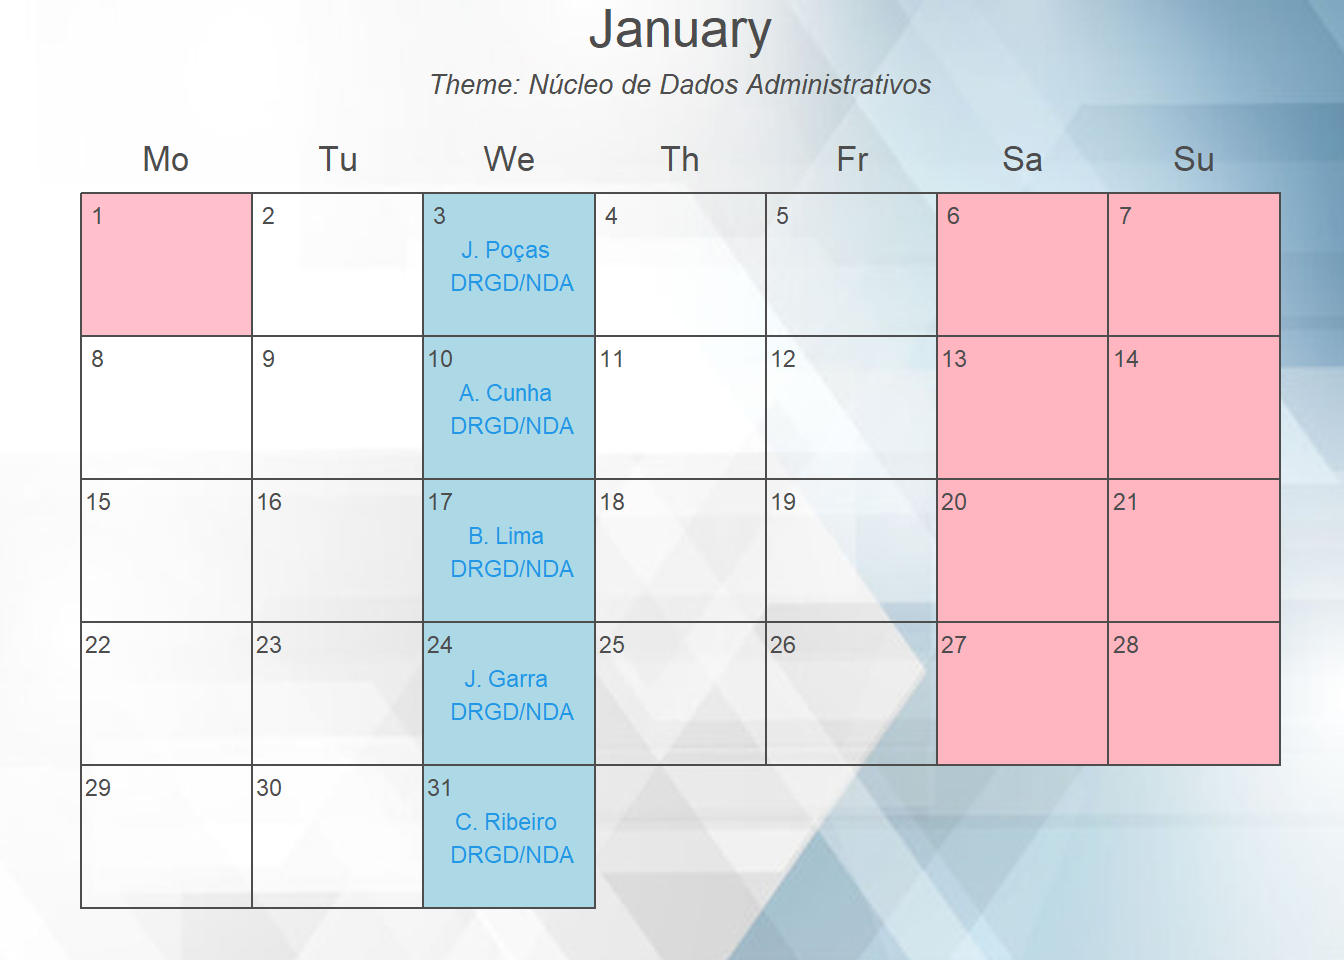 January
Theme: Núcleo de Dados Administrativos
Mo Tu We Th Fr Sa Su
1 2 3 4 5 6 7
J. Poças
DRGD/NDA
8 9 10 11 12 13 14
A. Cunha
DRGD/NDA
15 16 17 18 19 20 21
B. Lima
DRGD/NDA
22 23 24 25 26 27 28
J. Garra
DRGD/NDA
29 30 31
C. Ribeiro
DRGD/NDA